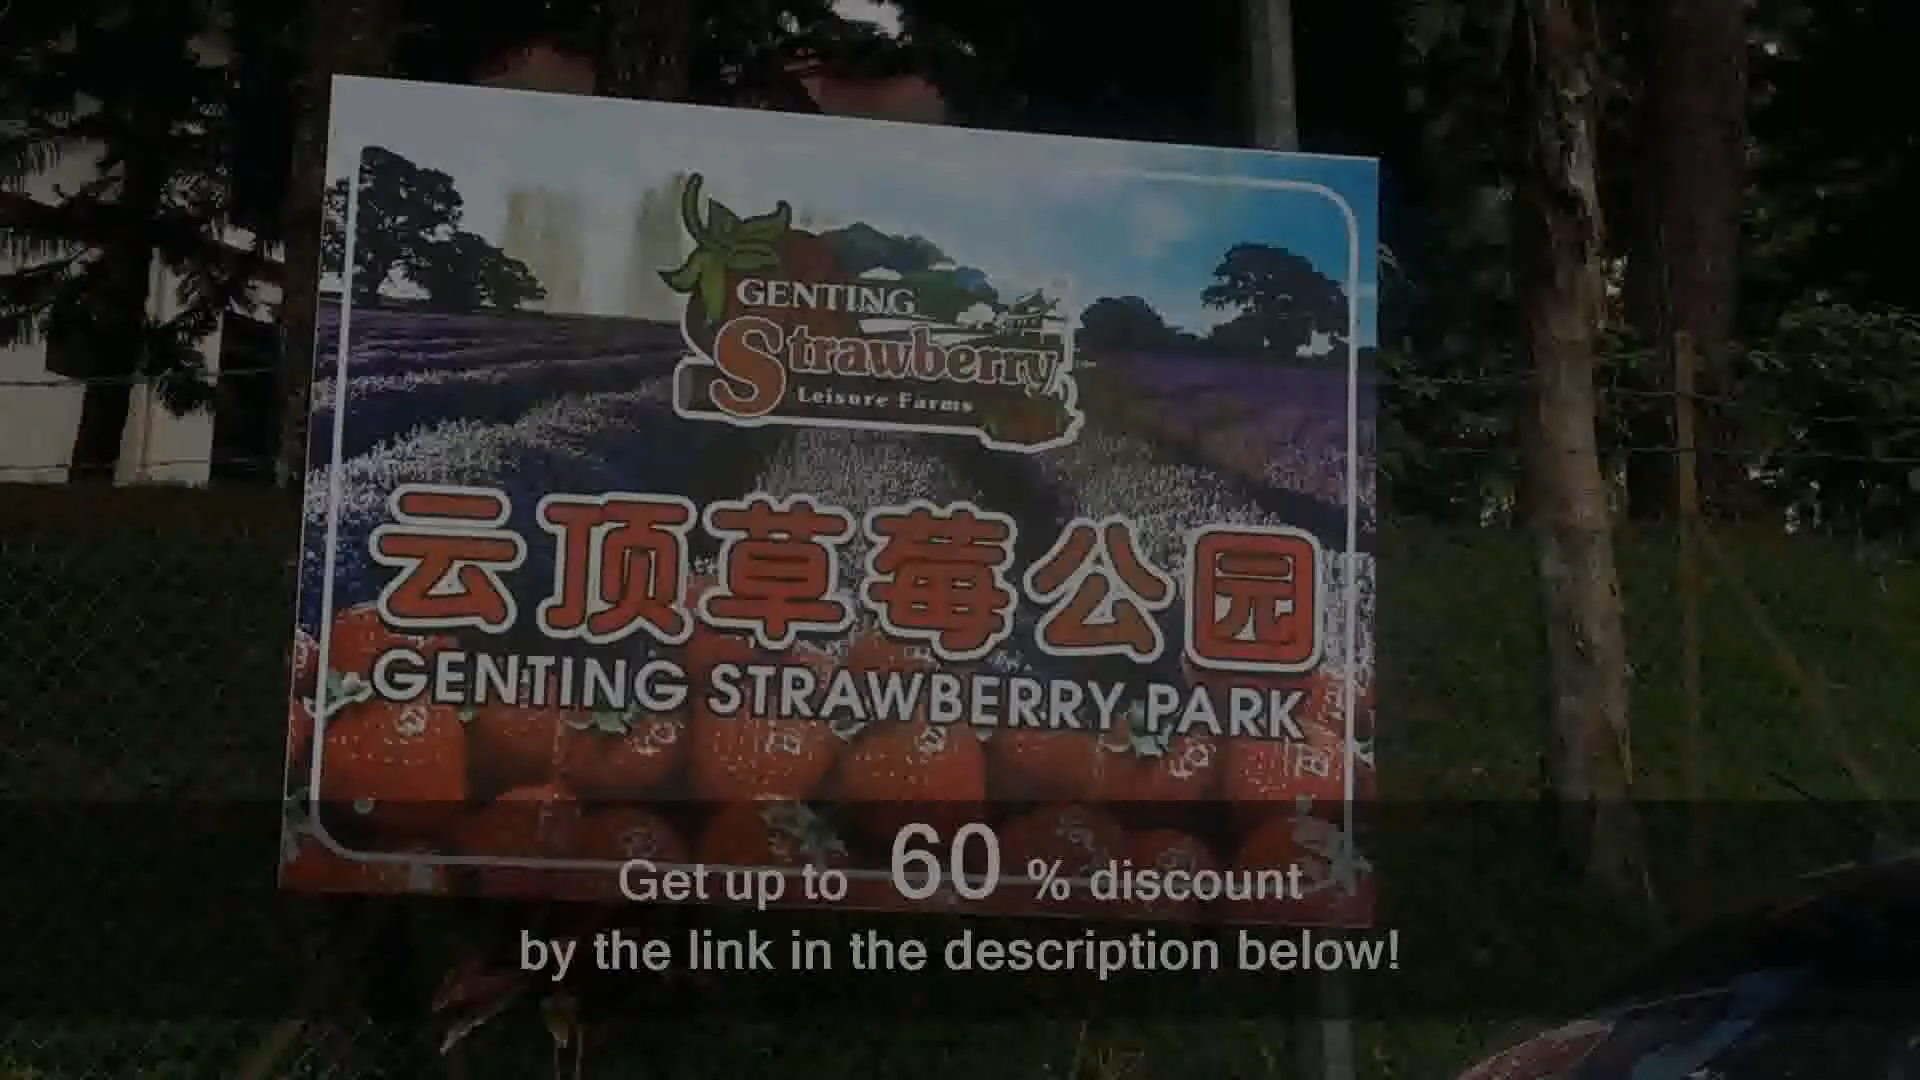 GENTING
Strawberry
Leisure Farms
云顶草莓公园
GENTING STRAWBERRY PARK
Get up to 60 % discount
by the link in the description below!